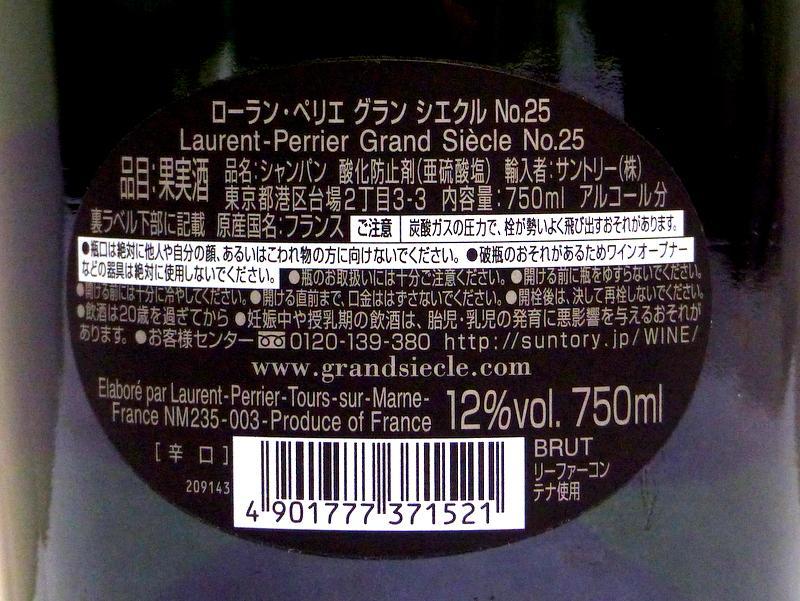 ローラン・ペリエ グラン シエクル No.25
Laurent-Perrier Grand Siècle No.25
品目:果実酒 品名:シャンパン 酸化防止剤(亜硫酸塩) 輸入者:サントリー(株)
東京都港区台場2丁目3-3 内容量:750ml アルコール分
裏ラベル下部に記載 原産国名:フランス ご注意 炭酸ガスの圧力で、栓が勢いよく飛び出すおそれがあります。
●瓶口は絶対に他人や自分の顔、あるいはこわれ物の方に向けないでください。●破瓶のおそれがあるためワインオープナー
などの器具は絶対に使用しないでください。●瓶のお取扱いには十分ご注意ください。●開ける前に瓶をゆすらないでください。
●開ける前には十分に冷やしてください。●開ける直前まで、口金ははずさないでください。●開栓後は、決して再栓しないでください。
●飲酒は20歳を過ぎてから ●妊娠中や授乳期の飲酒は、胎児・乳児の発育に悪影響を与えるおそれが
あります。●お客様センター 0120-139-380 http://suntory.jp/WINE/
www.grandsiecle.com
Elaboré par Laurent-Perrier-Tours-sur-Marne-
France NM235-003-Produce of France 12%vol. 750ml
[辛口] BRUT
リーファーコン
テナ使用
209143
4 901777 371521